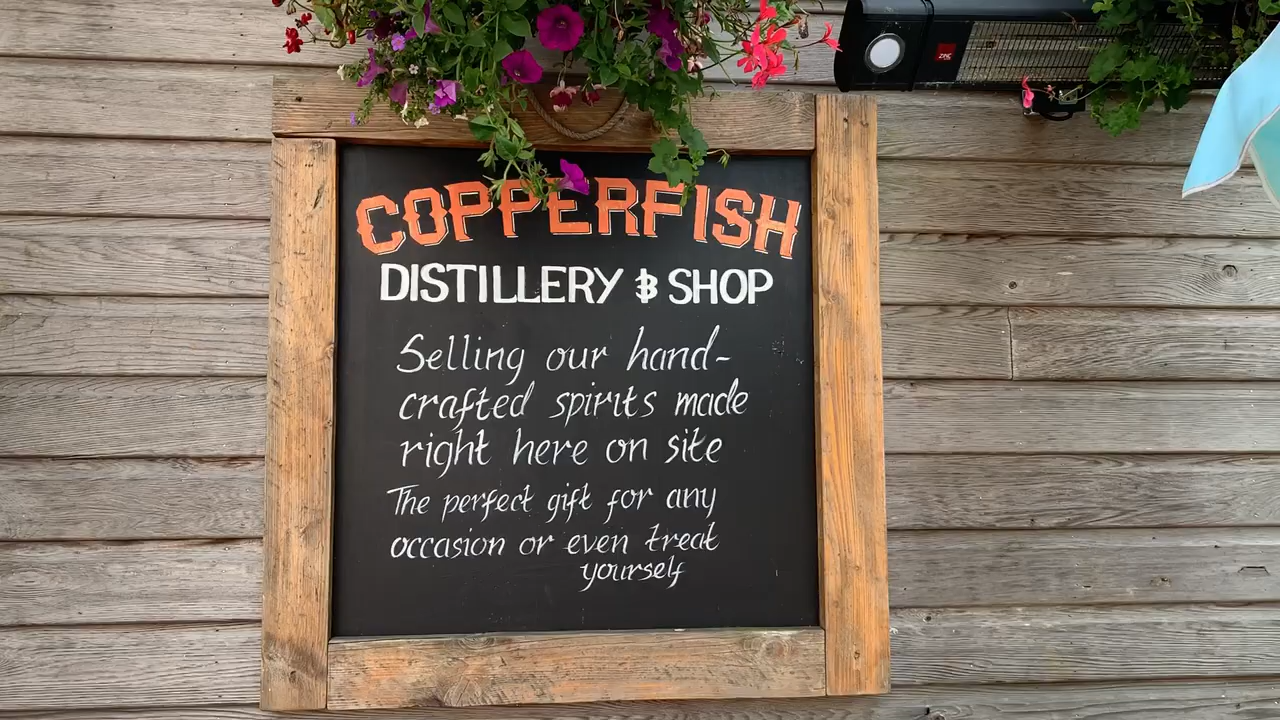 COPPERFISH
DISTILLERY & SHOP
Selling our hand-
crafted spirits made
right here on site
The perfect gift for any
occasion or even treat
yourself